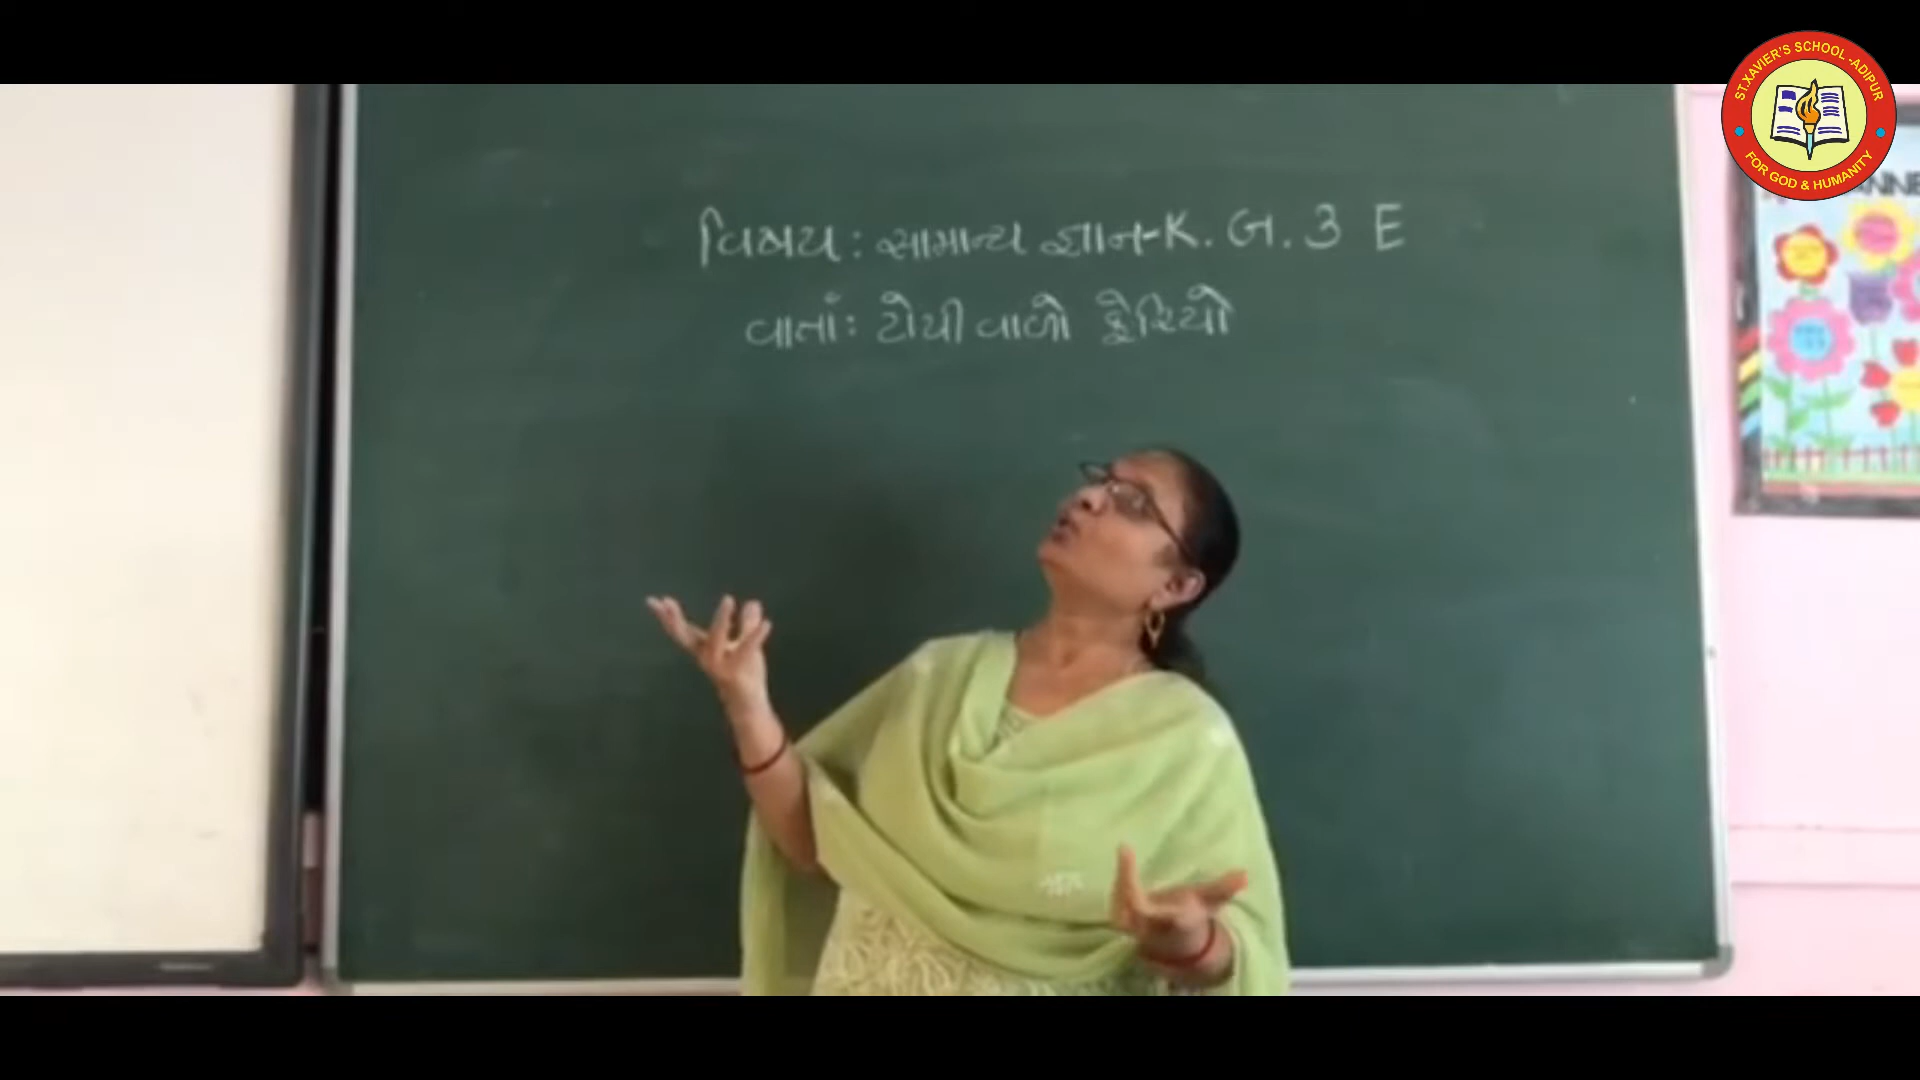 વિષય : સામાન્ય જ્ઞાન-K. G. 3 E
વાર્તા : ટોપીવાળો ફેરિયો
ST.XAVIER'S SCHOOL -ADIPUR
FOR GOD & HUMANITY